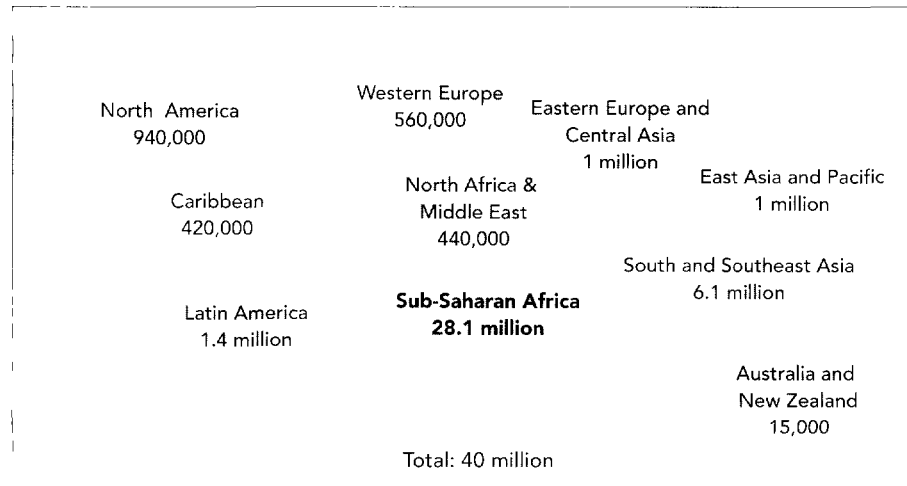 North America
940,000
Western Europe
560,000
Eastern Europe and
Central Asia
1 million
East Asia and Pacific
1 million
Caribbean
420,000
North Africa &
Middle East
440,000
South and Southeast Asia
6.1 million
Latin America
1.4 million
Sub-Saharan Africa
28.1 million
Australia and
New Zealand
15,000
Total: 40 million